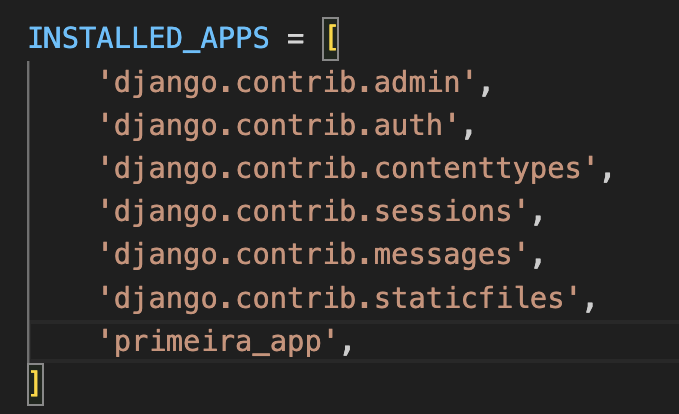 INSTALLED_APPS = [
    'django.contrib.admin',
    'django.contrib.auth',
    'django.contrib.contenttypes',
    'django.contrib.sessions',
    'django.contrib.messages',
    'django.contrib.staticfiles',
    'primeira_app',
]